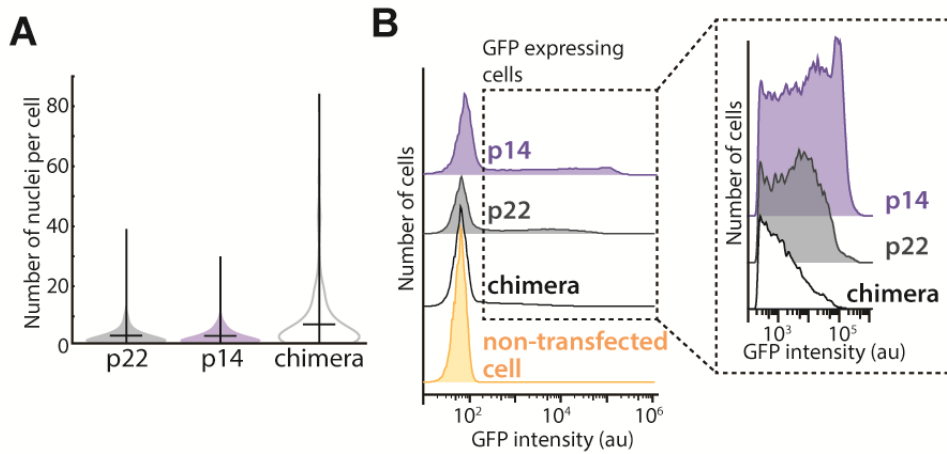 A
Number of nuclei per cell
80
60
40
20
0
p22
p14
chimera
B
GFP expressing
cells
Number of cells
p14
p22
chimera
non-transfected
cell
10²
10⁴
10⁶
GFP intensity (au)
Number of cells
p14
p22
chimera
10³
10⁵
GFP intensity (au)